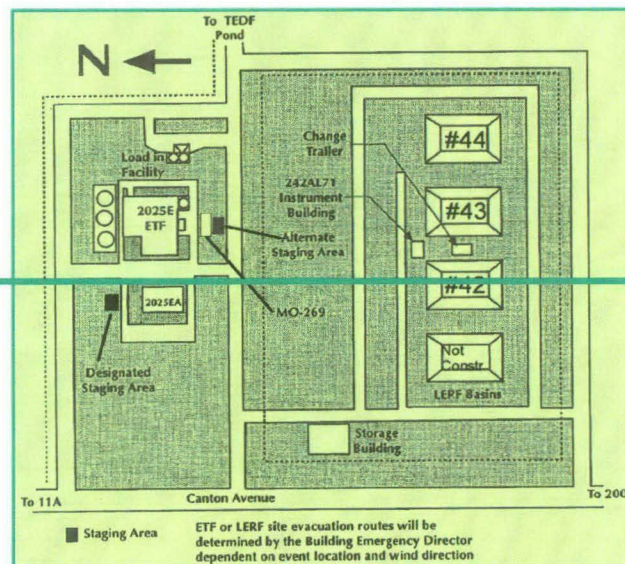 To TEDF
Pond
N
Load in
Facility
2025E
ETF
Change
Trailer
242AL71
Instrument
Building
#44
#43
Alternate
Staging Area
#42
2025EA
MO-269
Designated
Staging Area
Not
Constr.
LERF Basins
Storage
Building
To 11A
Canton Avenue
To 200
Staging Area
ETF or LERF site evacuation routes will be
determined by the Building Emergency Director
dependent on event location and wind direction